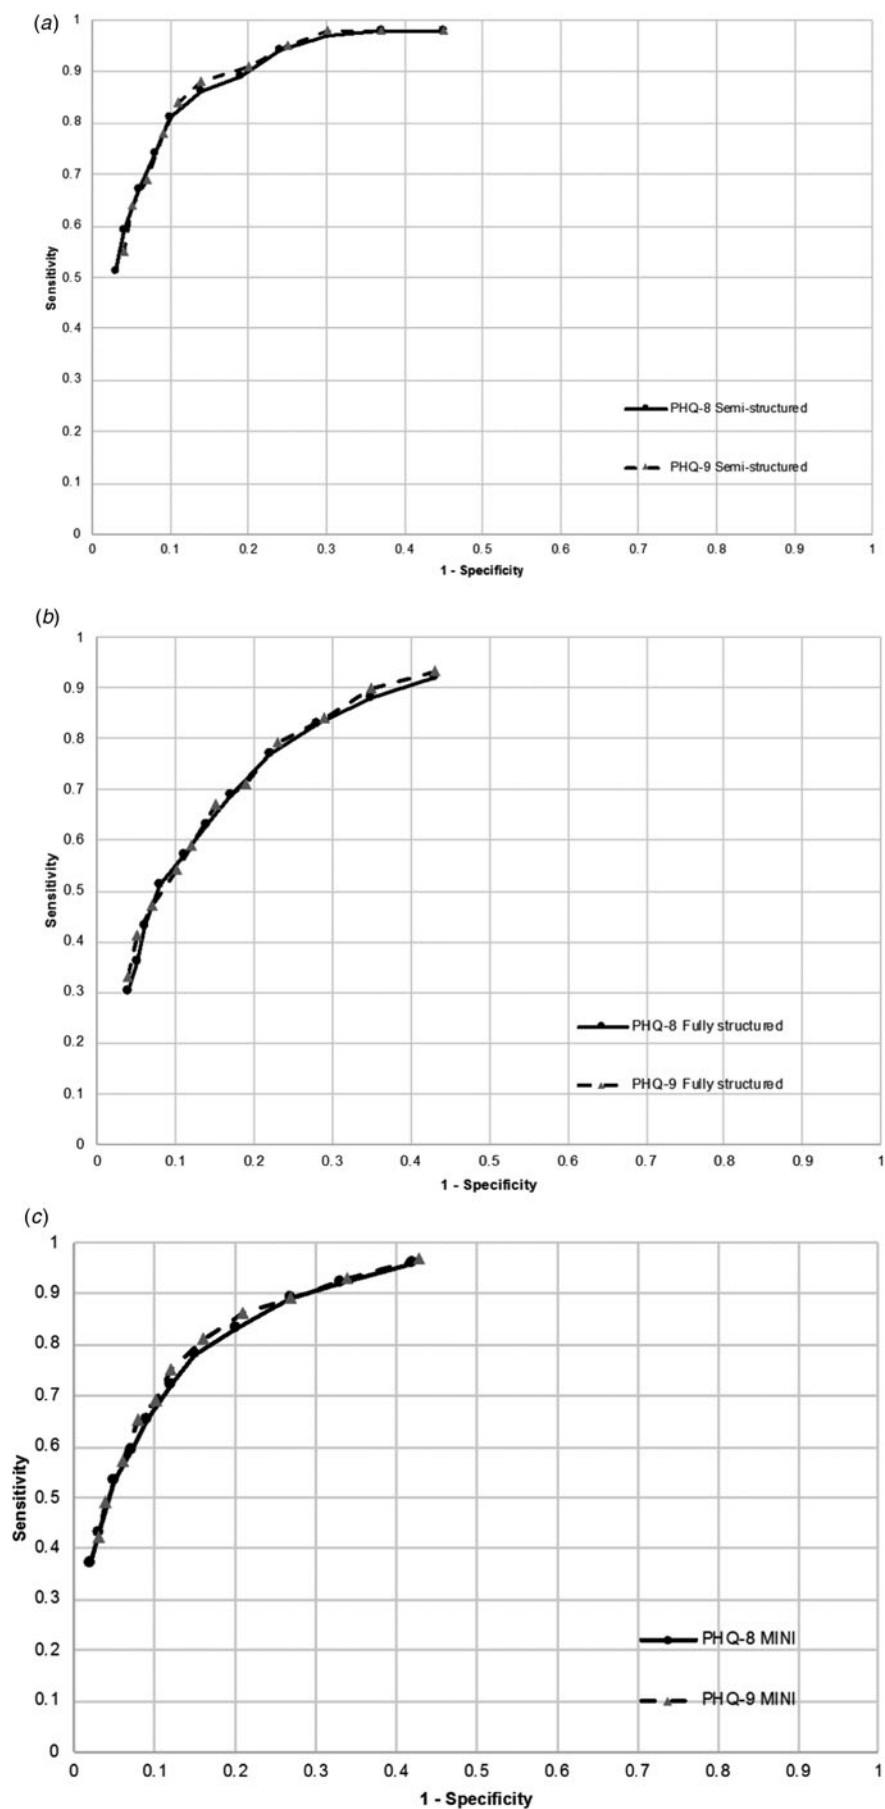 (a)
1
0.9
0.8
0.7
0.6
0.5
0.4
0.3
0.2
0.1
0
Sensitivity
PHQ-8 Semi-structured
PHQ-9 Semi-structured
0 0.1 0.2 0.3 0.4 0.5 0.6 0.7 0.8 0.9 1
1 - Specificity
(b)
1
0.9
0.8
0.7
0.6
0.5
0.4
0.3
0.2
0.1
0
Sensitivity
PHQ-8 Fully structured
PHQ-9 Fully structured
0 0.1 0.2 0.3 0.4 0.5 0.6 0.7 0.8 0.9 1
1 - Specificity
(c)
1
0.9
0.8
0.7
0.6
0.5
0.4
0.3
0.2
0.1
0
Sensitivity
PHQ-8 MINI
PHQ-9 MINI
0 0.1 0.2 0.3 0.4 0.5 0.6 0.7 0.8 0.9 1
1 - Specificity